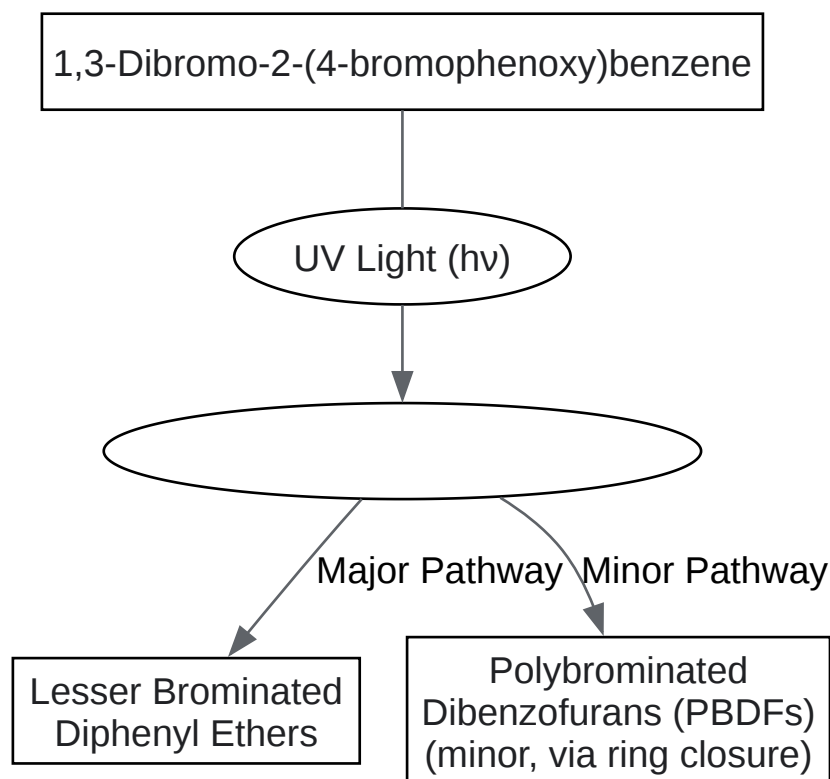 1,3-Dibromo-2-(4-bromophenoxy)benzene
UV Light (hν)
Major Pathway
Minor Pathway
Lesser Brominated
Diphenyl Ethers
Polybrominated
Dibenzofurans (PBDFs)
(minor, via ring closure)